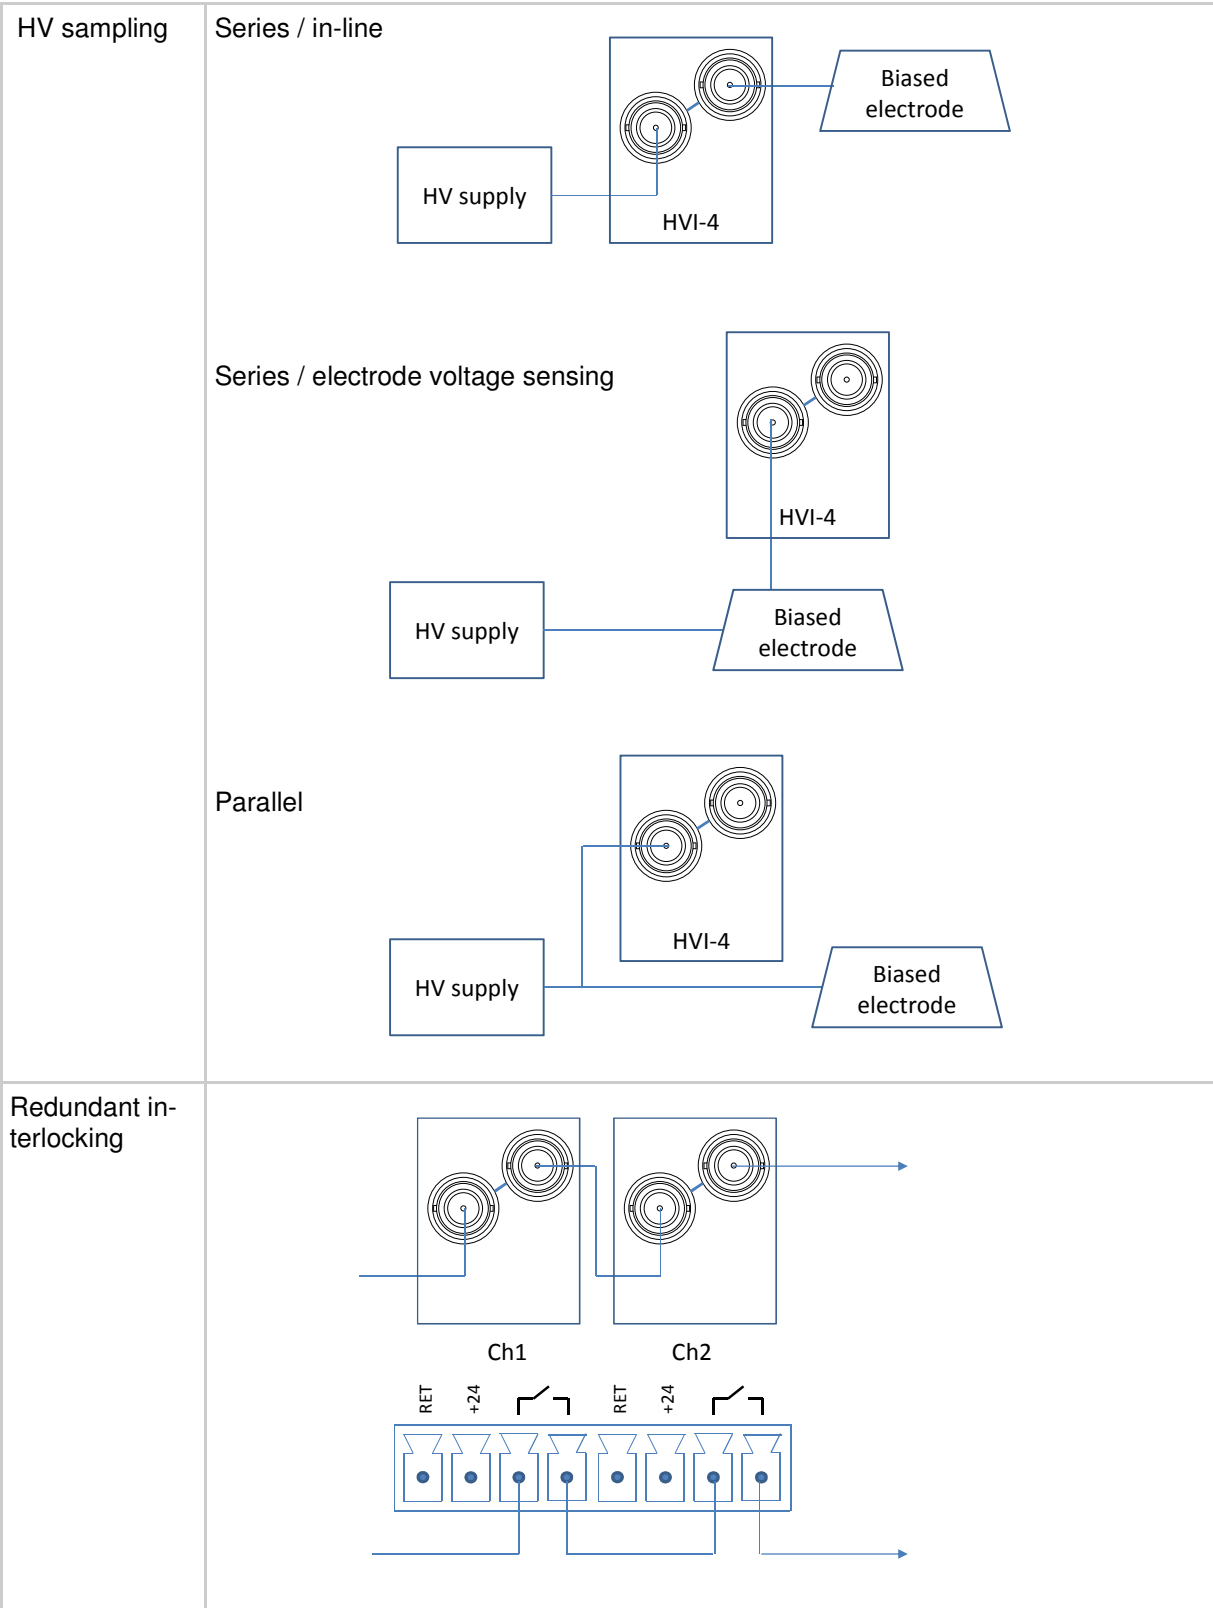 HV sampling
Series / in-line
Biased
electrode
HV supply
HVI-4
Series / electrode voltage sensing
HVI-4
HV supply
Biased
electrode
Parallel
HVI-4
HV supply
Biased
electrode
Redundant in-
terlocking
Ch1
Ch2
RET
+24
RET
+24